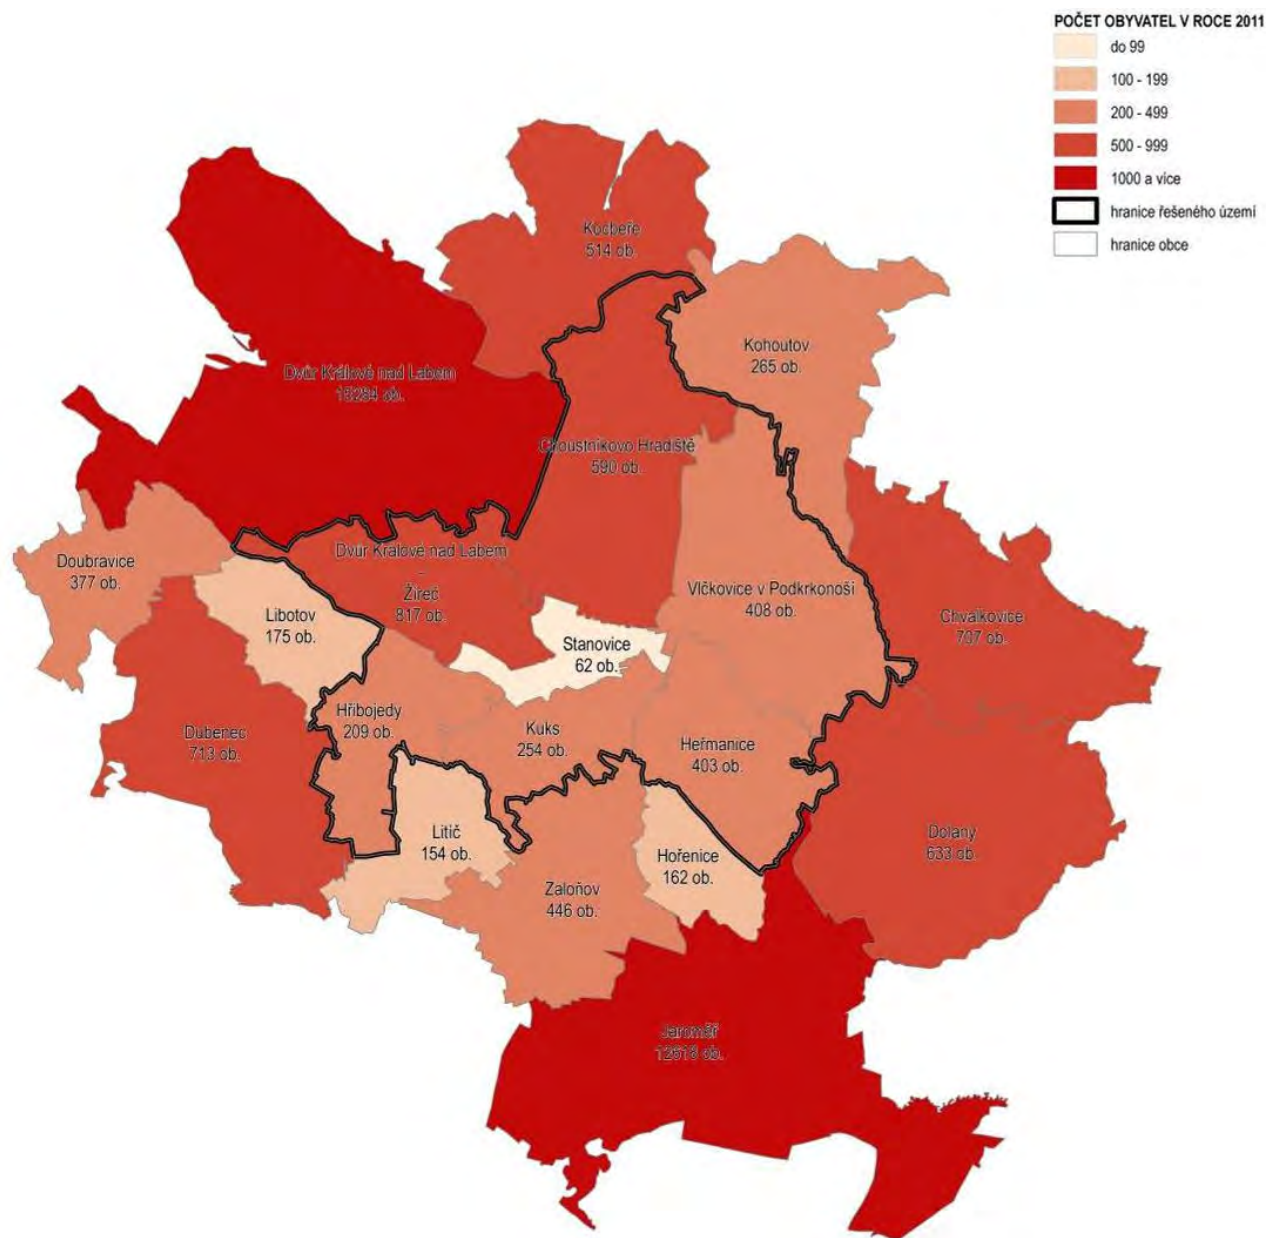 POČET OBYVATEL V ROCE 2011
do 99
100 - 199
200 - 499
500 - 999
1000 a více
hranice řešeného území
hranice obce
Kocbeře
514 ob.
Kohoutov
265 ob.
Dvůr Králové nad Labem
ob.
Choustníkovo Hradiště
590 ob.
Doubravice
377 ob.
Dvůr Králové nad Labem
-
Žireč
817 ob.
Vlčkovice v Podkrkonoší
408 ob.
Libotov
175 ob.
Chvalkovice
707 ob.
Stanovice
62 ob.
Hřibojedy
209 ob.
Dubenec
713 ob.
Kuks
254 ob.
Heřmanice
403 ob.
Litíč
154 ob.
Dolany
633 ob.
Hořenice
162 ob.
Zaloňov
446 ob.
Jaroměř
ob.